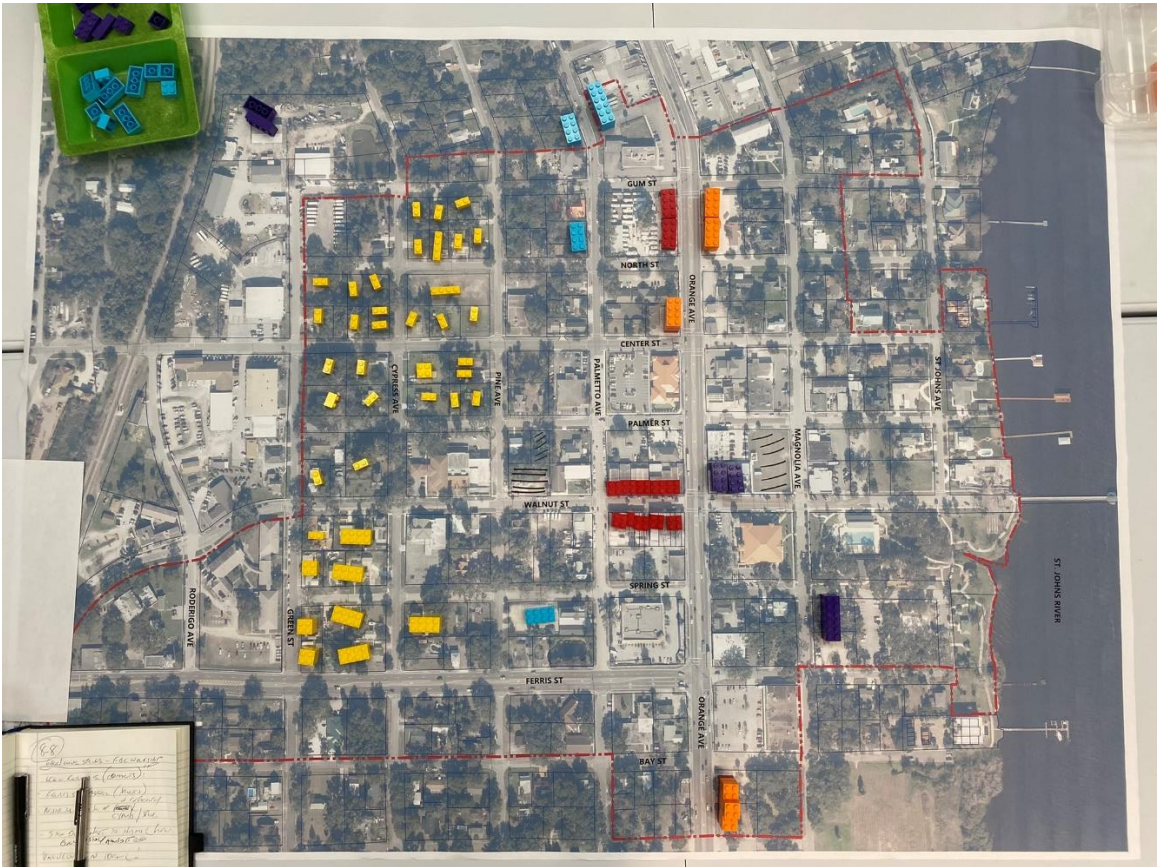 GUM ST
NORTH ST
ORANGE AVE
CENTER ST
CYPRESS AVE
PINE AVE
PALMETTO AVE
ST JOHNS AVE
PALMER ST
MAGNOLIA AVE
WALNUT ST
SPRING ST
ST. JOHNS RIVER
RODERIGO AVE
GREEN ST
FERRIS ST
ORANGE AVE
BAY ST